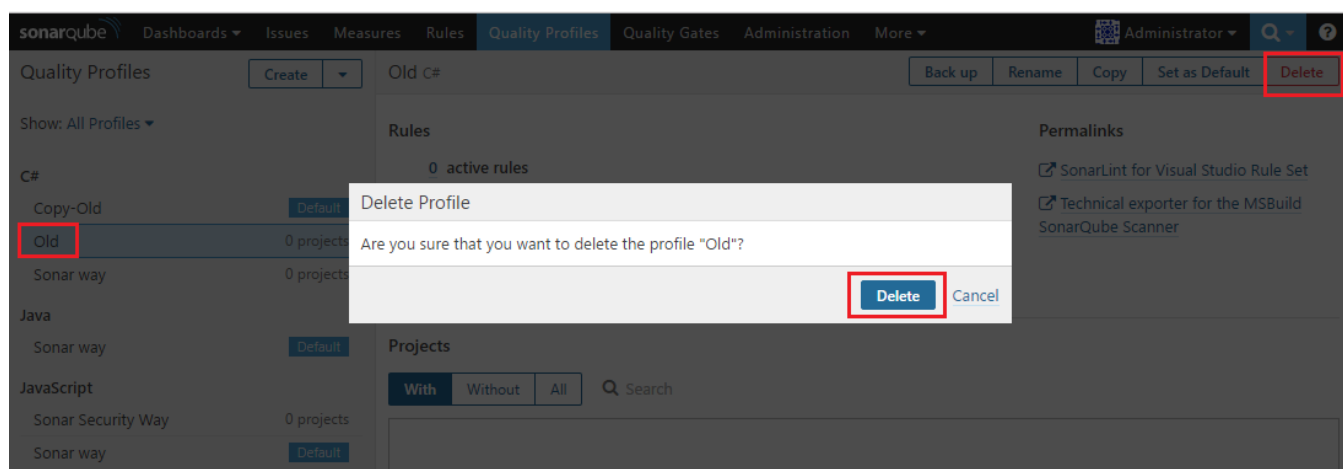 sonarqube Dashboards Issues Measures Rules Quality Profiles Quality Gates Administration More Administrator ?
Quality Profiles Create
Old C# Back up Rename Copy Set as Default Delete
Show: All Profiles
C#
Copy-Old Default
Old 0 projects
Sonar way 0 projects
Java
Sonar way Default
JavaScript
Sonar Security Way 0 projects
Sonar way Default
Rules
0 active rules
Permalinks
SonarLint for Visual Studio Rule Set
Technical exporter for the MSBuild
SonarQube Scanner
Delete Profile
Are you sure that you want to delete the profile "Old"?
Delete Cancel
Projects
With Without All Search